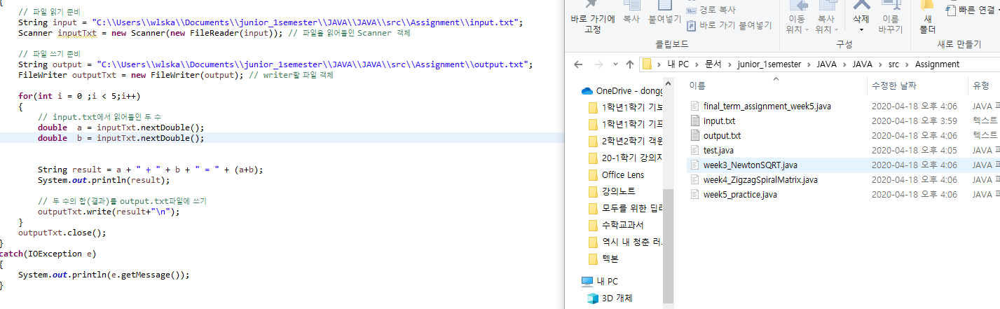 {
// 파일 읽기 준비
String input = "C:\\Users\\wlska\\Documents\\junior_1semester\\JAVA\\JAVA\\src\\Assignment\\input.txt";
Scanner inputTxt = new Scanner(new FileReader(input)); // 파일을 읽어들인 Scanner 객체
// 파일 쓰기 준비
String output = "C:\\Users\\wlska\\Documents\\junior_1semester\\JAVA\\JAVA\\src\\Assignment\\output.txt";
FileWriter outputTxt = new FileWriter(output); // writer할 파일 객체
for(int i = 0 ;i < 5;i++)
{
// input.txt에서 읽어들인 두 수
double  a = inputTxt.nextDouble();
double  b = inputTxt.nextDouble();
String result = a + " + " + b + " = " + (a+b);
System.out.println(result);
// 두 수의 합(결과)를 output.txt파일에 쓰기
outputTxt.write(result+"\n");
}
outputTxt.close();
}
catch(IOException e)
{
System.out.println(e.getMessage());
}
바로 가기에 고정
복사
붙여넣기
경로 복사
바로 가기 붙여넣기
클립보드
이동 위치
복사 위치
삭제
이름 바꾸기
구성
새 폴더
빠른 연결
새로 만들기
내 PC > 문서 > junior_1semester > JAVA > JAVA > src > Assignment
OneDrive - dongg
1학년1학기 기보
1학년1학기 기프
2학년2학기 객원
20-1학기 강의자
Office Lens
강의노트
모두를 위한 딥러
수학교과서
역시 내 청춘 러브
텍본
내 PC
3D 개체
이름 수정한 날짜 유형
final_term_assignment_week5.java 2020-04-18 오후 4:06 JAVA
input.txt 2020-04-18 오후 3:59 텍스트
output.txt 2020-04-18 오후 4:06 텍스트
test.java 2020-04-18 오후 4:05 JAVA
week3_NewtonSQRT.java 2020-04-18 오후 4:06 JAVA
week4_ZigzagSpiralMatrix.java 2020-04-18 오후 4:06 JAVA
week5_practice.java 2020-04-18 오후 4:06 JAVA